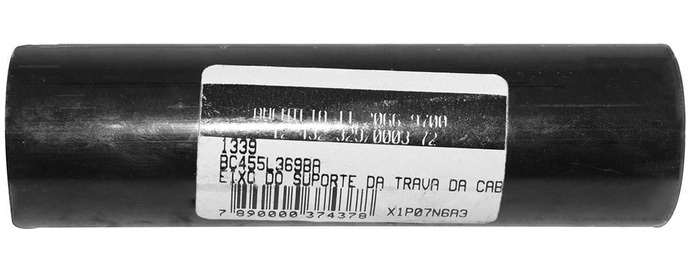 1339
BC455L369BA
EIXO DO SUPORTE DA TRAVA DA CAB
7 890000 374378
X1P07N6A3